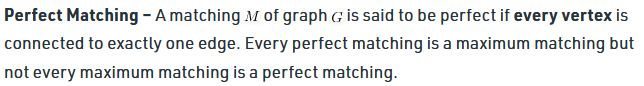 Perfect Matching – A matching M of graph G is said to be perfect if every vertex is
connected to exactly one edge. Every perfect matching is a maximum matching but
not every maximum matching is a perfect matching.